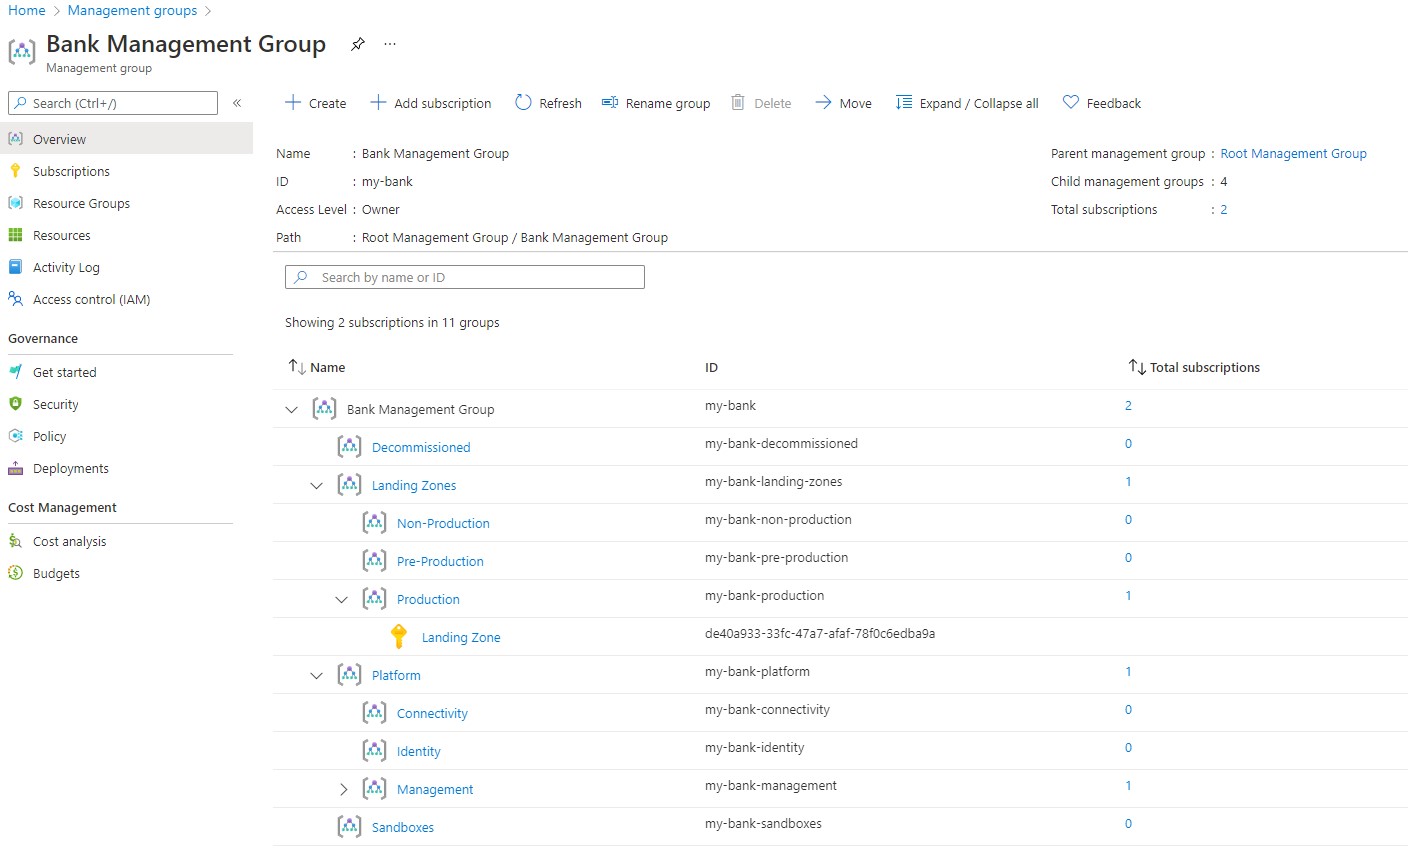 Home > Management groups >
Bank Management Group
Management group
Search (Ctrl+/)
Overview
Subscriptions
Resource Groups
Resources
Activity Log
Access control (IAM)
Governance
Get started
Security
Policy
Deployments
Cost Management
Cost analysis
Budgets
Create Add subscription Refresh Rename group Delete Move Expand / Collapse all Feedback
Name : Bank Management Group Parent management group : Root Management Group
ID : my-bank Child management groups : 4
Access Level : Owner Total subscriptions : 2
Path : Root Management Group / Bank Management Group
Search by name or ID
Showing 2 subscriptions in 11 groups
Name ID Total subscriptions
Bank Management Group my-bank 2
Decommissioned my-bank-decommissioned 0
Landing Zones my-bank-landing-zones 1
Non-Production my-bank-non-production 0
Pre-Production my-bank-pre-production 0
Production my-bank-production 1
Landing Zone de40a933-33fc-47a7-afaf-78f0c6edba9a
Platform my-bank-platform 1
Connectivity my-bank-connectivity 0
Identity my-bank-identity 0
Management my-bank-management 1
Sandboxes my-bank-sandboxes 0